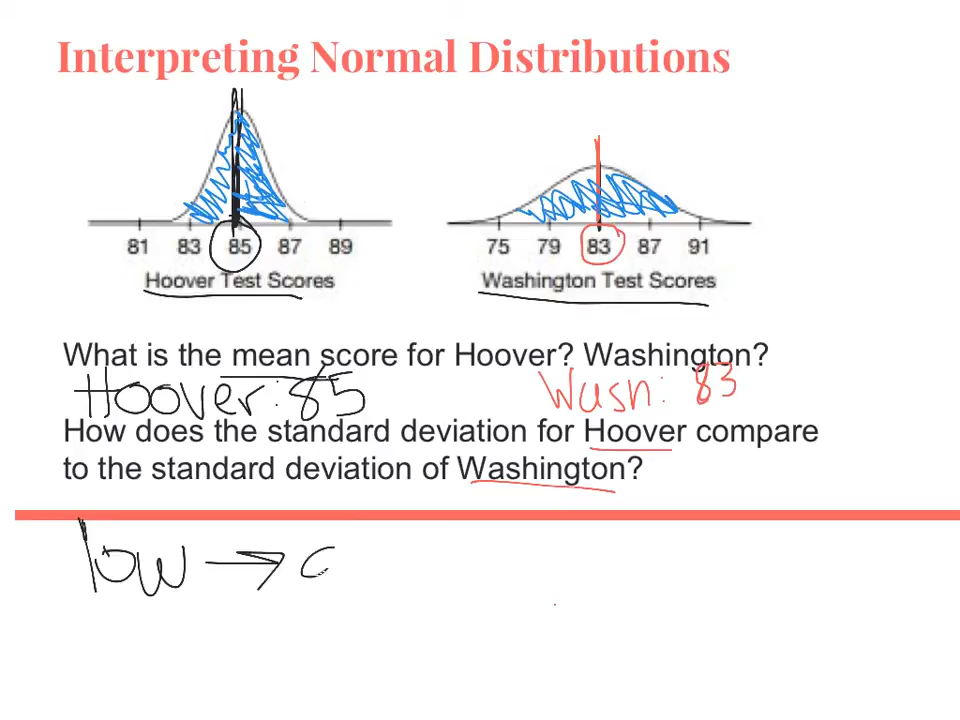 Interpreting Normal Distributions
81 83 85 87 89
75 79 83 87 91
Hoover Test Scores
Washington Test Scores
What is the mean score for Hoover? Washington?
Hoover: 85
Wash: 83
How does the standard deviation for Hoover compare
to the standard deviation of Washington?
low → c